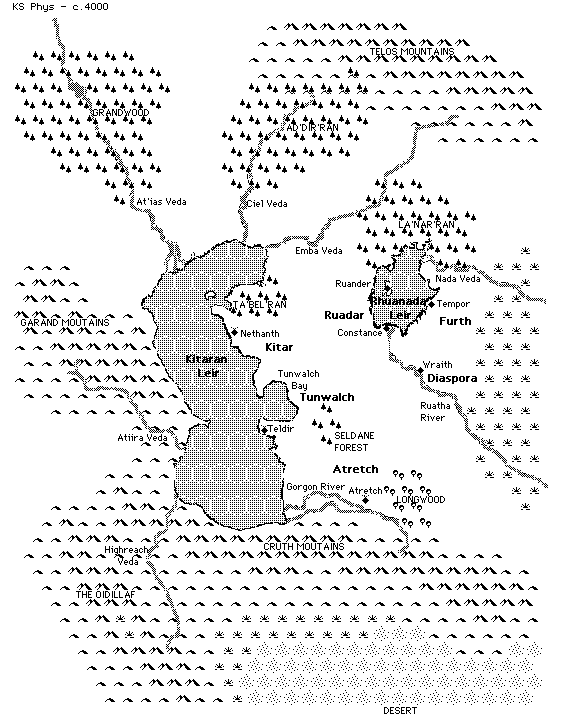 KS Phys - c.4000
TELOS MOUNTAINS
GRANDWOOD
AD'DIR'RAN
At'ias Veda
Ciel Veda
LA'NAR'RAN
Emba Veda
Nada Veda
Ruander
TA'BEL'RAN
Rhuanada
Leir
Tempor
Ruadar
Furth
GARAND MOUTAINS
Constance
Nethanth
Kitar
Kitaran
Leir
Wraith
Diaspora
Tunwalch
Bay
Tunwalch
Ruatha
River
Teldir
SELDANE
FOREST
Atiira Veda
Atretch
Gorgon River
Atretch
LONGWOOD
CRUTH MOUTAINS
Highreach
Veda
THE OIDILLAF
DESERT